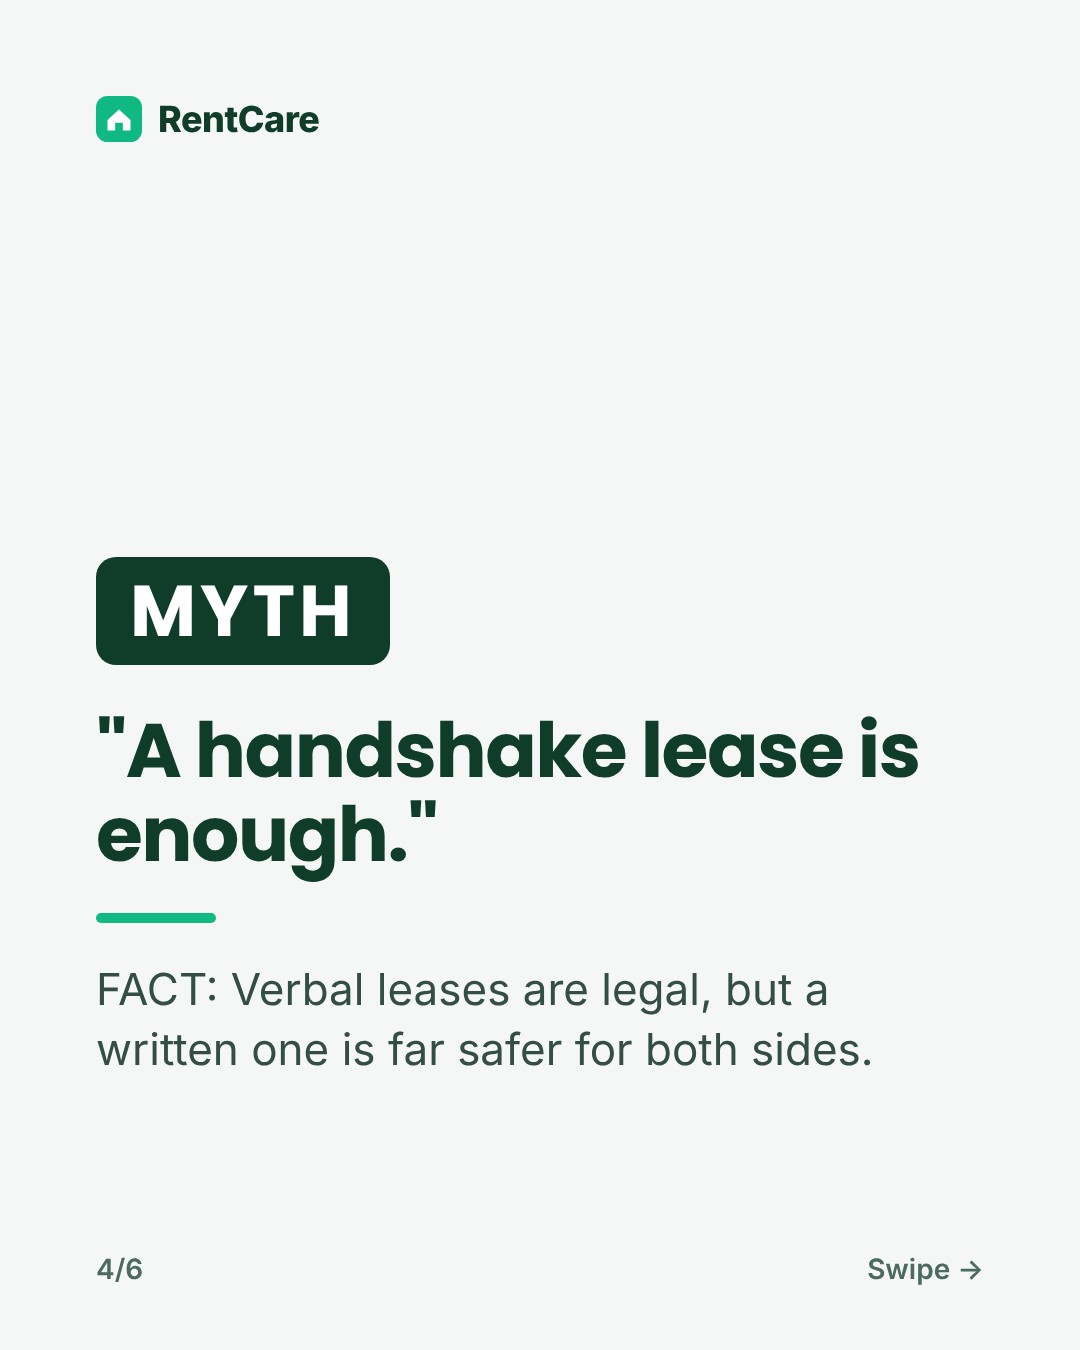 RentCare
MYTH
"A handshake lease is
enough."
FACT: Verbal leases are legal, but a
written one is far safer for both sides.
4/6
Swipe →